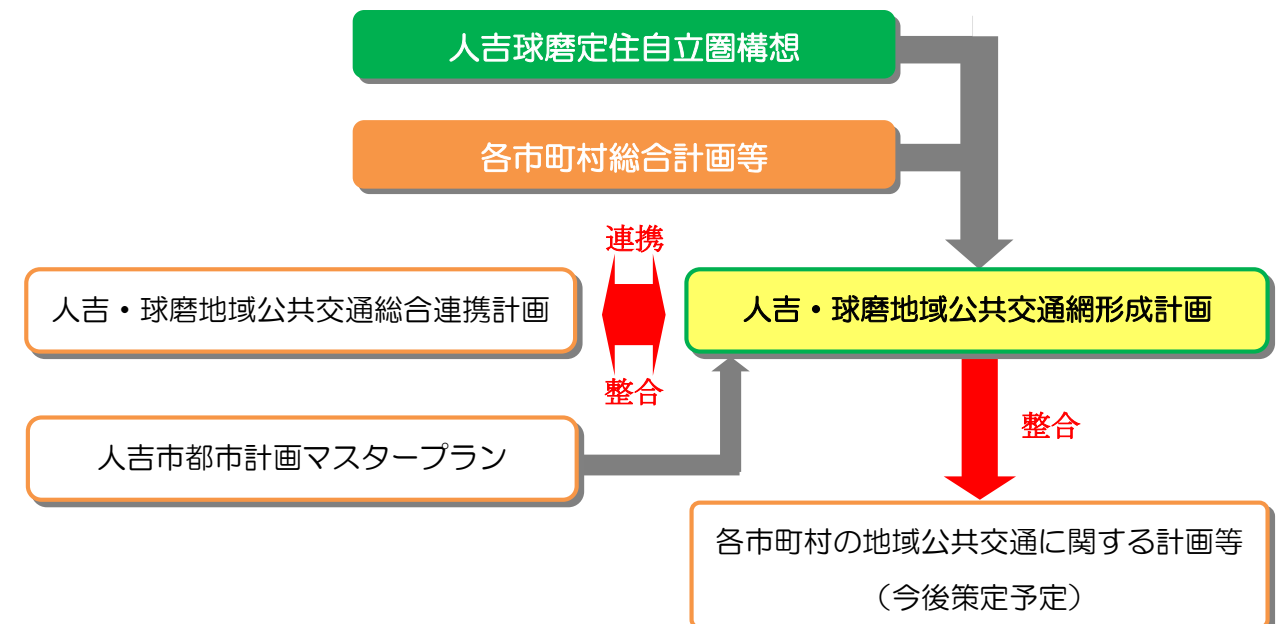 人吉球磨定住自立圏構想
各市町村総合計画等
連携
人吉・球磨地域公共交通総合連携計画
人吉・球磨地域公共交通網形成計画
整合
整合
人吉市都市計画マスタープラン
各市町村の地域公共交通に関する計画等
（今後策定予定）